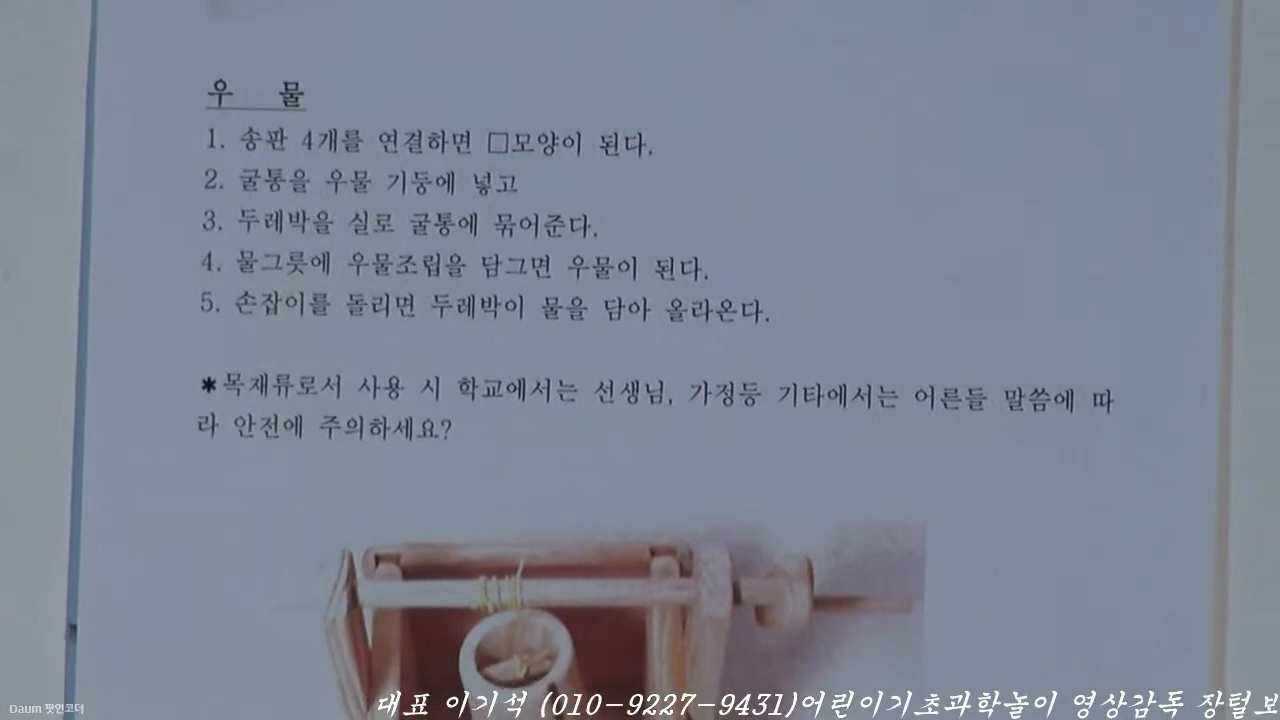 우 물
1. 송판 4개를 연결하면 □모양이 된다.
2. 굴통을 우물 기둥에 넣고
3. 두레박을 실로 굴통에 묶어준다.
4. 물그릇에 우물조립을 담그면 우물이 된다.
5. 손잡이를 돌리면 두레박이 물을 담아 올라온다.
✱목재류로서 사용 시 학교에서는 선생님, 가정등 기타에서는 어른들 말씀에 따
라 안전에 주의하세요?
대표 이기석 (010-9227-9431)어린이기초과학놀이 영상감독 장털보
Daum 팟인코더